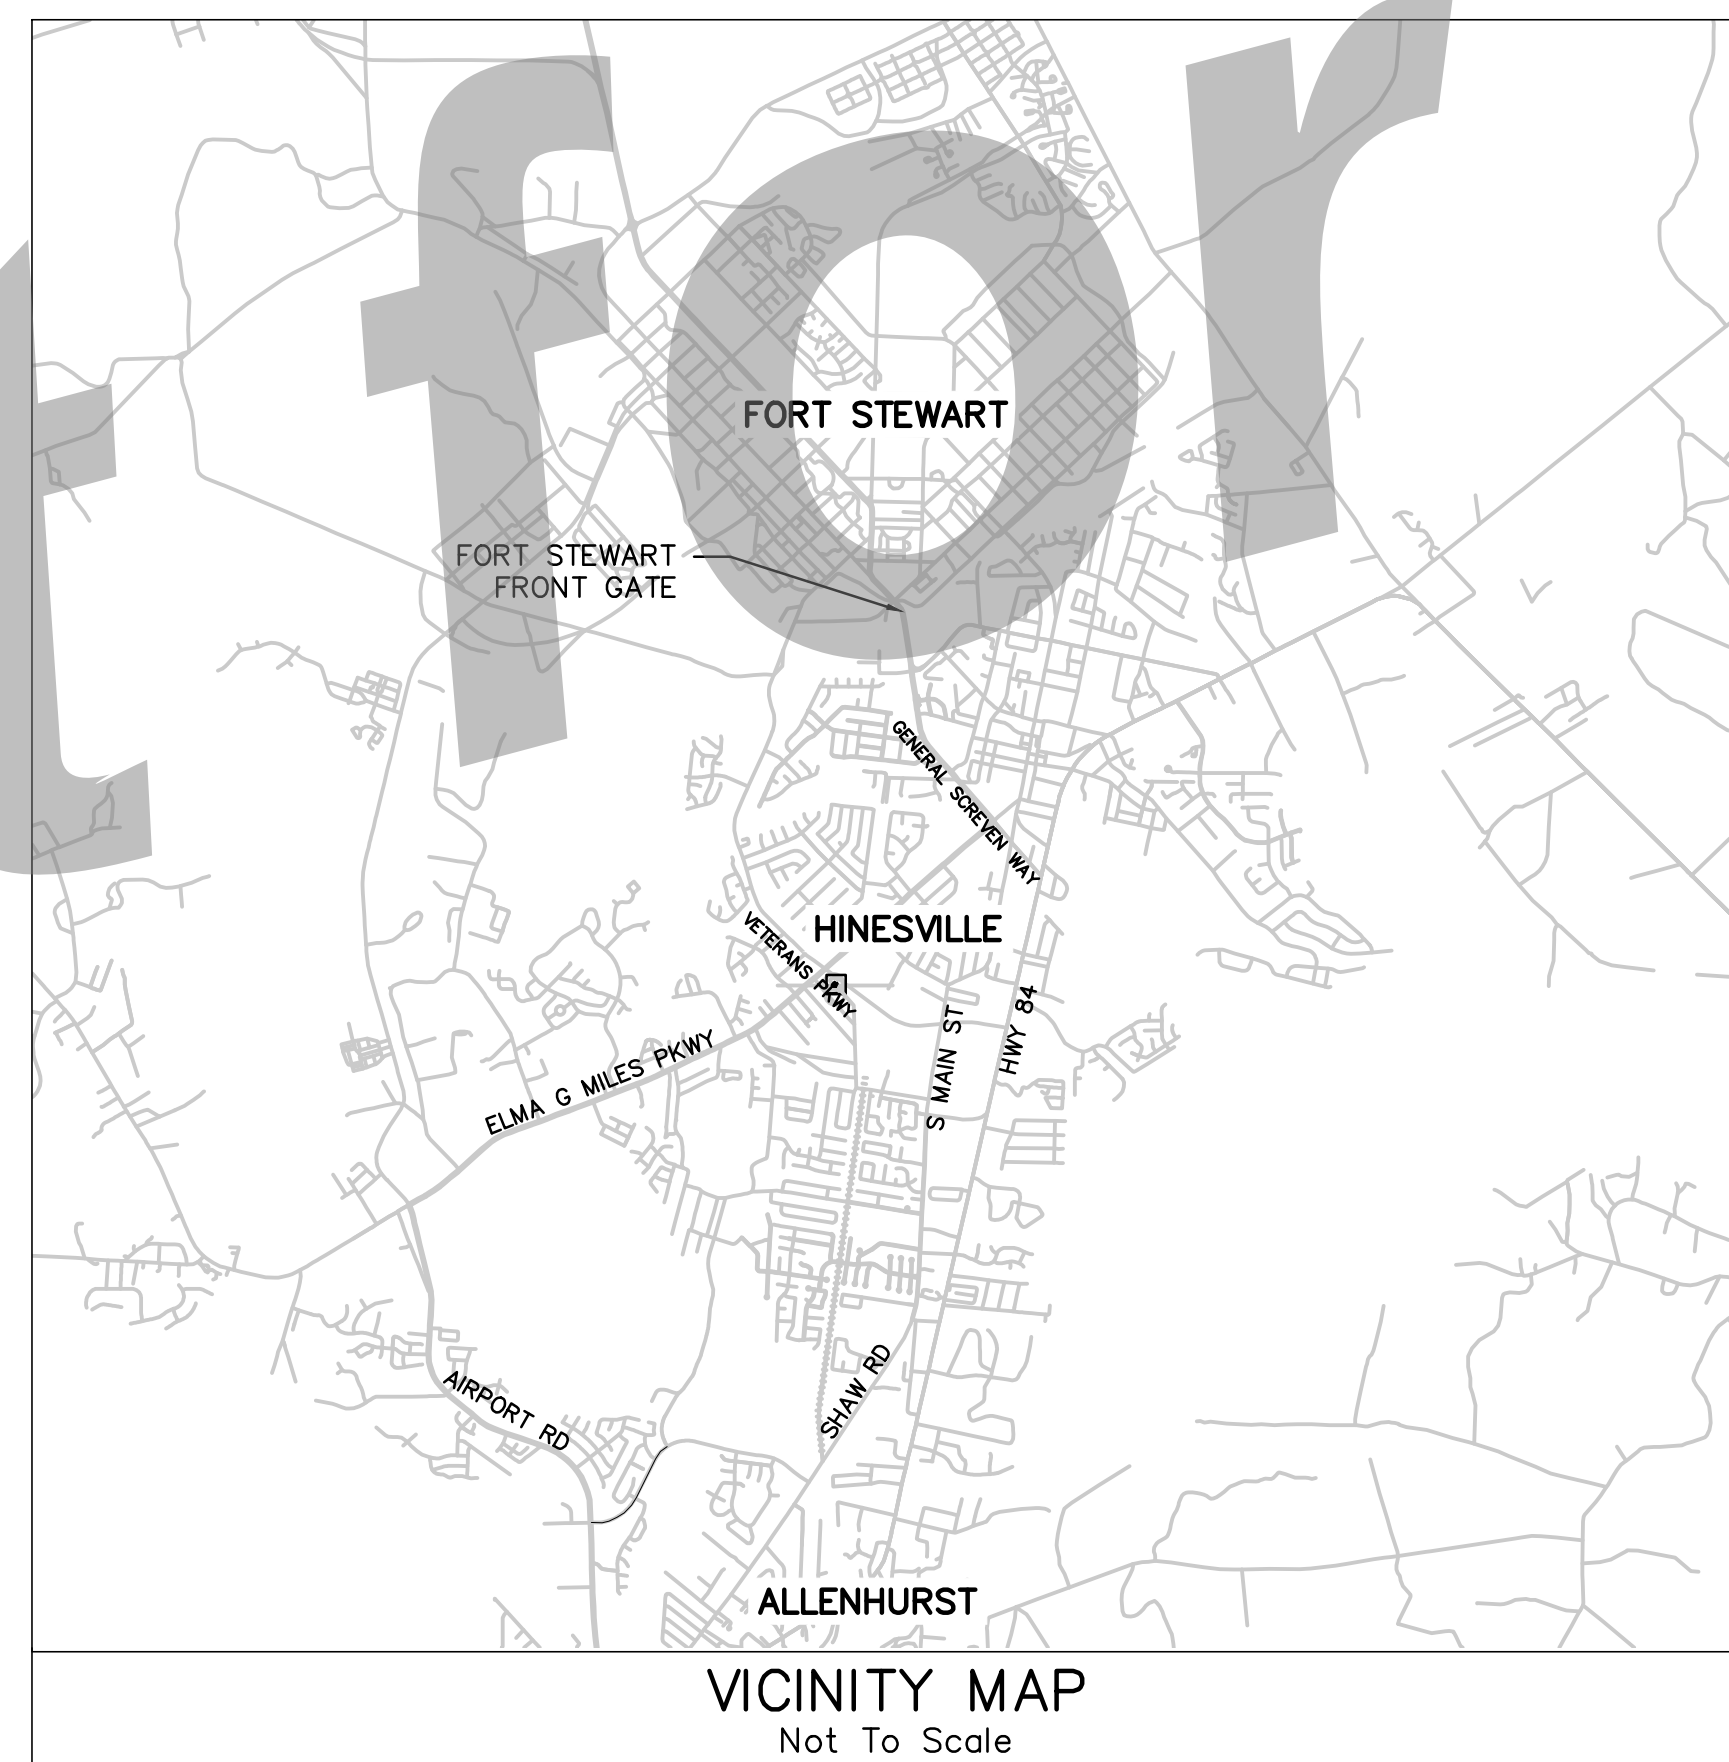 for
FORT STEWART
FORT STEWART
FRONT GATE
GENERAL SCREVEN WAY
HINESVILLE
VETERANS PKWY
S MAIN ST
HWY 84
ELMA G MILES PKWY
SHAW RD
AIRPORT RD
ALLENHURST
VICINITY MAP
Not To Scale